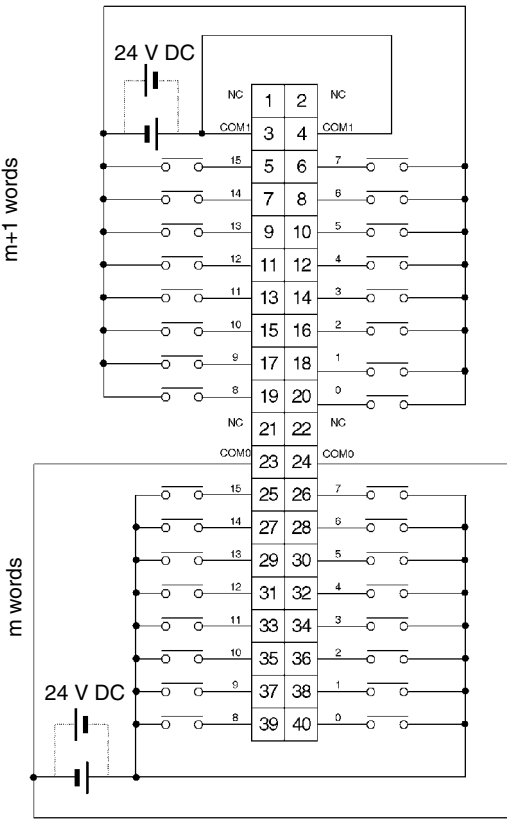 24 V DC
NC 1 2 NC
COM1 3 4 COM1
15 5 6 7
14 7 8 6
13 9 10 5
12 11 12 4
11 13 14 3
10 15 16 2
9 17 18 1
8 19 20 0
NC 21 22 NC
COM0 23 24 COM0
15 25 26 7
14 27 28 6
13 29 30 5
12 31 32 4
11 33 34 3
10 35 36 2
9 37 38 1
8 39 40 0
24 V DC
m+1 words
m words